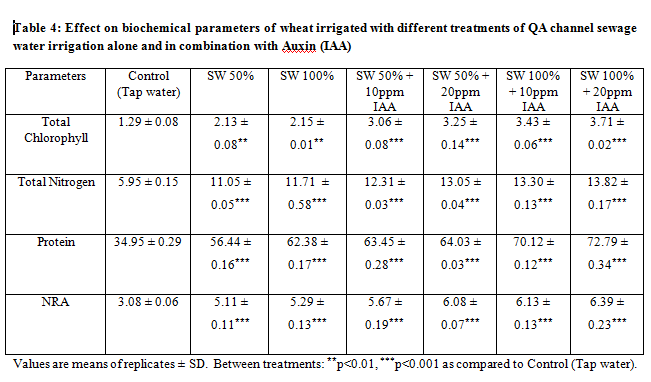 Table 4: Effect on biochemical parameters of wheat irrigated with different treatments of QA channel sewage
water irrigation alone and in combination with Auxin (IAA)
Parameters Control SW 50% SW 100% SW 50% + SW 50% + SW 100% SW 100%
(Tap water) 10ppm 20ppm + 10ppm + 20ppm
IAA IAA IAA IAA
Total 1.29 ± 0.08 2.13 ± 2.15 ± 3.06 ± 3.25 ± 3.43 ± 3.71 ±
Chlorophyll 0.08** 0.01** 0.08*** 0.14*** 0.06*** 0.02***
Total Nitrogen 5.95 ± 0.15 11.05 ± 11.71 ± 12.31 ± 13.05 ± 13.30 ± 13.82 ±
0.05*** 0.58*** 0.03*** 0.04*** 0.13*** 0.17***
Protein 34.95 ± 0.29 56.44 ± 62.38 ± 63.45 ± 64.03 ± 70.12 ± 72.79 ±
0.16*** 0.17*** 0.28*** 0.03*** 0.12*** 0.34***
NRA 3.08 ± 0.06 5.11 ± 5.29 ± 5.67 ± 6.08 ± 6.13 ± 6.39 ±
0.11*** 0.13*** 0.19*** 0.07*** 0.13*** 0.23***
Values are means of replicates ± SD. Between treatments: **p<0.01, ***p<0.001 as compared to Control (Tap water).